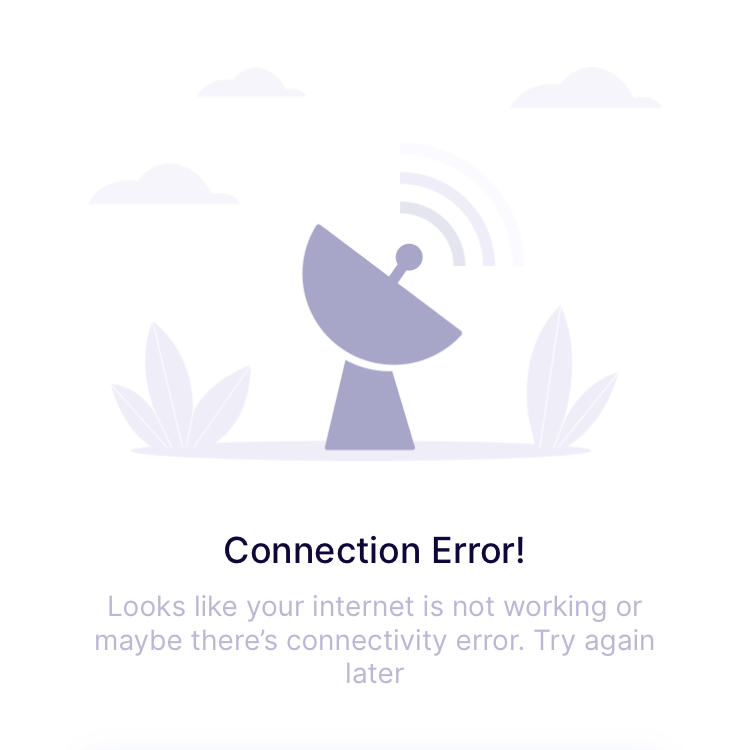 Connection Error!
Looks like your internet is not working or
maybe there’s connectivity error. Try again
later